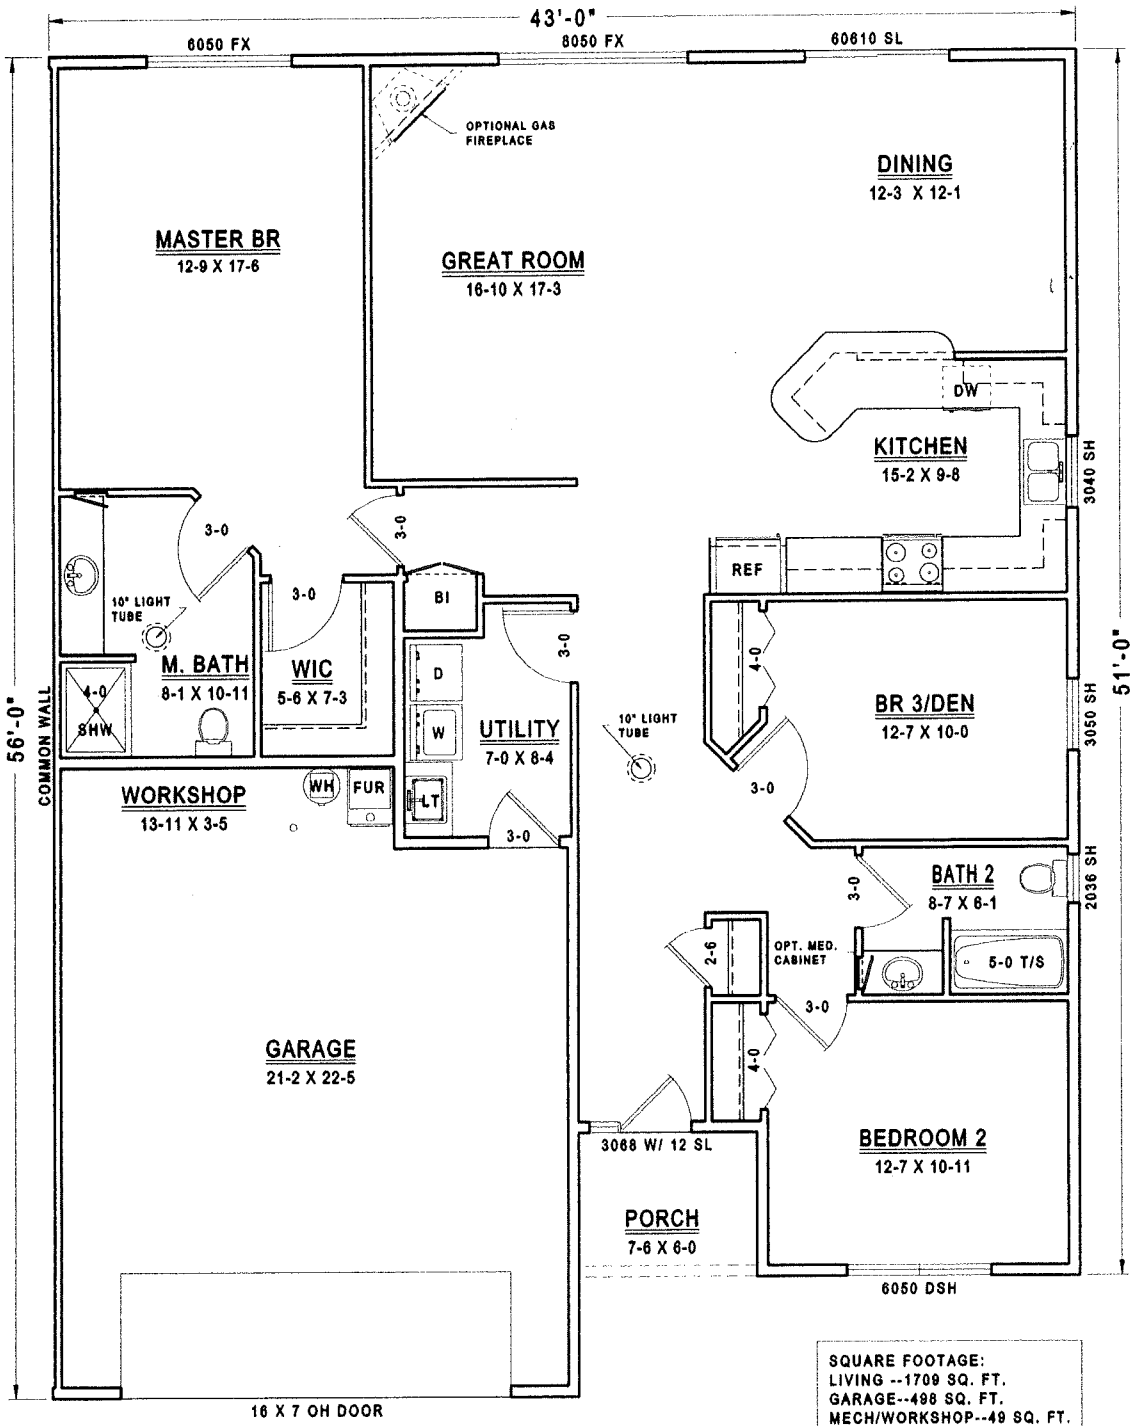 43'-0"
6050 FX
8050 FX
60610 SL
OPTIONAL GAS
FIREPLACE
DINING
12-3 X 12-1
MASTER BR
12-9 X 17-6
GREAT ROOM
16-10 X 17-3
DW
KITCHEN
15-2 X 9-8
3040 SH
3-0
3-0
REF
BI
3-0
10" LIGHT
TUBE
3-0
4-0
M. BATH
8-1 X 10-11
WIC
5-6 X 7-3
D
51'-0"
4-0
SHW
COMMON WALL
56'-0"
W
UTILITY
7-0 X 8-4
10" LIGHT
TUBE
BR 3/DEN
12-7 X 10-0
3050 SH
WORKSHOP
13-11 X 3-5
WH
FUR
LT
3-0
3-0
3-0
BATH 2
8-7 X 6-1
2036 SH
2-6
OPT. MED.
CABINET
5-0 T/S
3-0
GARAGE
21-2 X 22-5
4-0
3068 W/ 12 SL
BEDROOM 2
12-7 X 10-11
PORCH
7-6 X 6-0
6050 DSH
16 X 7 OH DOOR
SQUARE FOOTAGE:
LIVING --1709 SQ. FT.
GARAGE--498 SQ. FT.
MECH/WORKSHOP--49 SQ. FT.